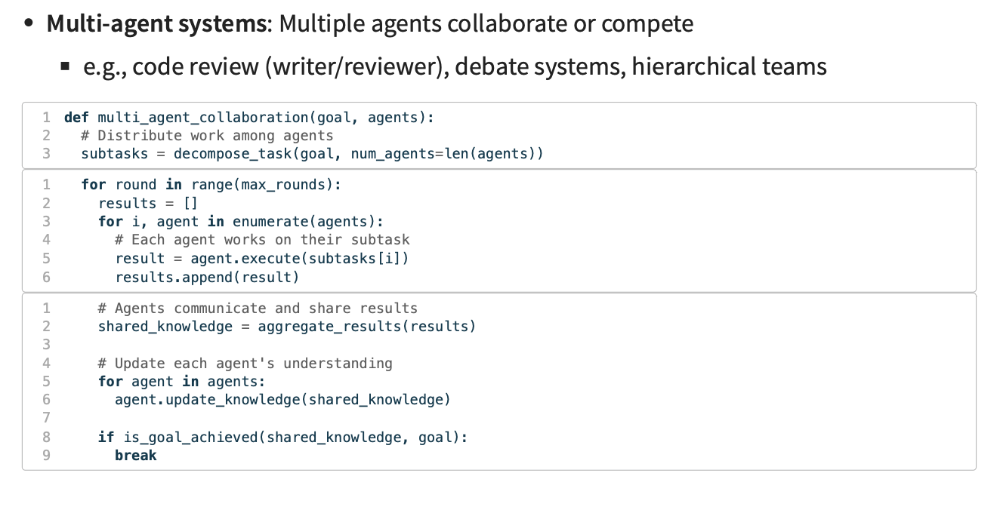 • Multi-agent systems: Multiple agents collaborate or compete
▪ e.g., code review (writer/reviewer), debate systems, hierarchical teams
1 def multi_agent_collaboration(goal, agents):
2   # Distribute work among agents
3   subtasks = decompose_task(goal, num_agents=len(agents))
1   for round in range(max_rounds):
2     results = []
3     for i, agent in enumerate(agents):
4       # Each agent works on their subtask
5       result = agent.execute(subtasks[i])
6       results.append(result)
1     # Agents communicate and share results
2     shared_knowledge = aggregate_results(results)
3
4     # Update each agent's understanding
5     for agent in agents:
6       agent.update_knowledge(shared_knowledge)
7
8     if is_goal_achieved(shared_knowledge, goal):
9       break